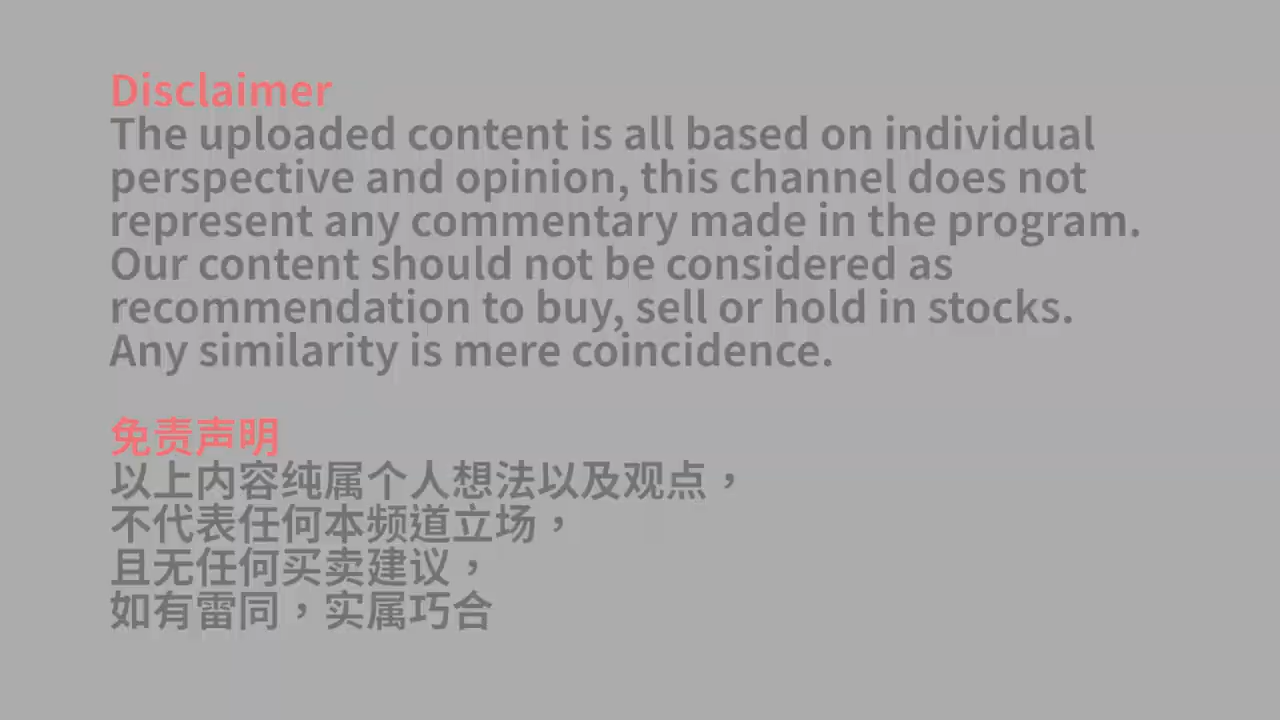 Disclaimer
The uploaded content is all based on individual
perspective and opinion, this channel does not
represent any commentary made in the program.
Our content should not be considered as
recommendation to buy, sell or hold in stocks.
Any similarity is mere coincidence.
免责声明
以上内容纯属个人想法以及观点，
不代表任何本频道立场，
且无任何买卖建议，
如有雷同，实属巧合